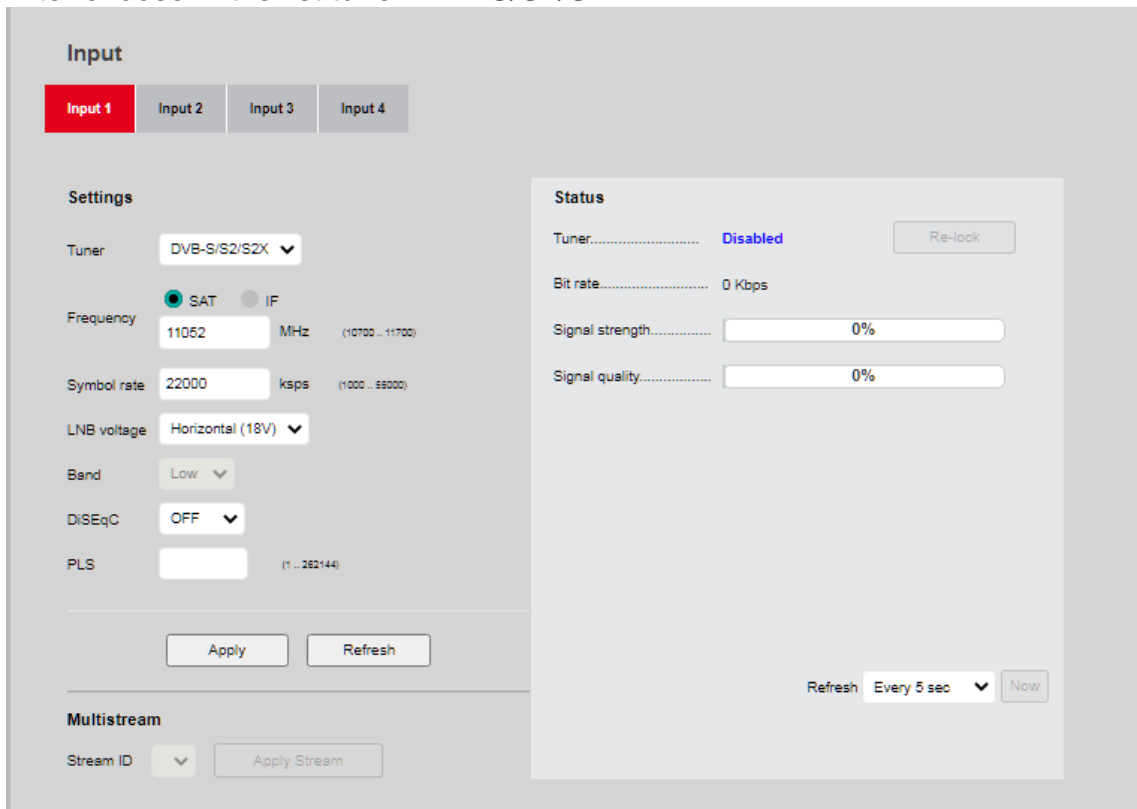 Input
Input 1 Input 2 Input 3 Input 4
Settings
Tuner DVB-S/S2/S2X
SAT IF
Frequency 11052 MHz (10700 .. 11700)
Symbol rate 22000 ksps (1000 .. 55000)
LNB voltage Horizontal (18V)
Band Low
DiSEqC OFF
PLS (1 .. 262144)
Apply Refresh
Multistream
Stream ID Apply Stream
Status
Tuner........................... Disabled Re-lock
Bit rate........................... 0 Kbps
Signal strength............... 0%
Signal quality.................. 0%
Refresh Every 5 sec Now